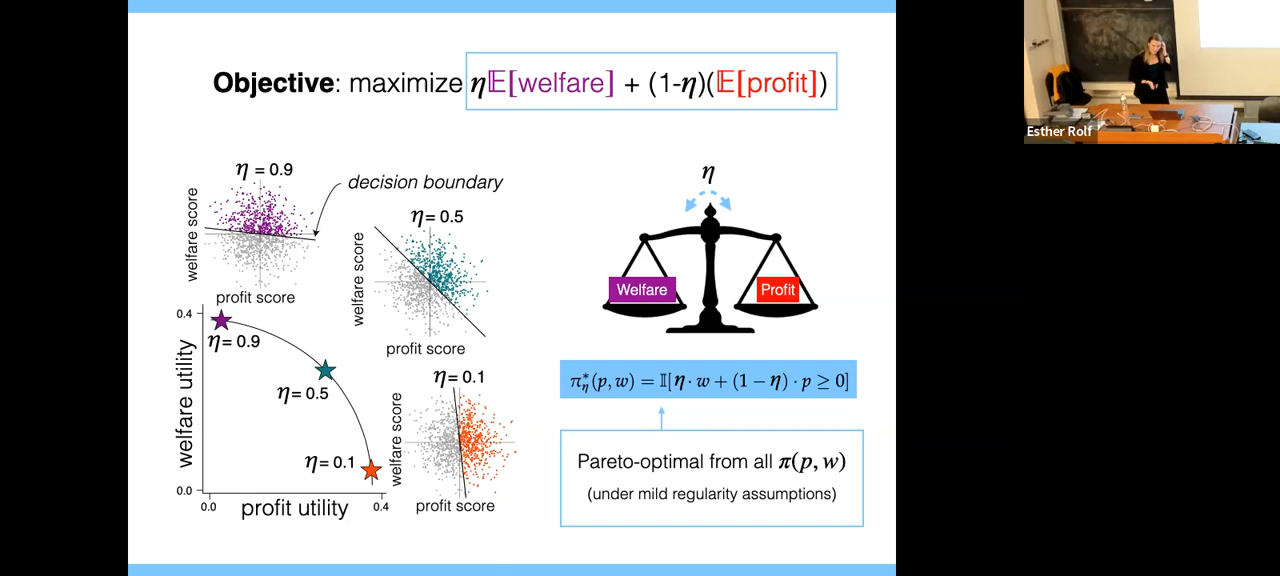 Objective: maximize η𝔼[welfare] + (1-η)(𝔼[profit])
Esther Rolf
η = 0.9
decision boundary
welfare score
profit score
η= 0.5
welfare score
profit score
η
Welfare
Profit
0.4
η= 0.9
η= 0.5
η=0.1
welfare utility
0.0
0.0
profit utility
0.4
η=0.1
welfare score
profit score
π*η(p, w) = 𝕀[η · w + (1 − η) · p ≥ 0]
Pareto-optimal from all π(p, w)
(under mild regularity assumptions)